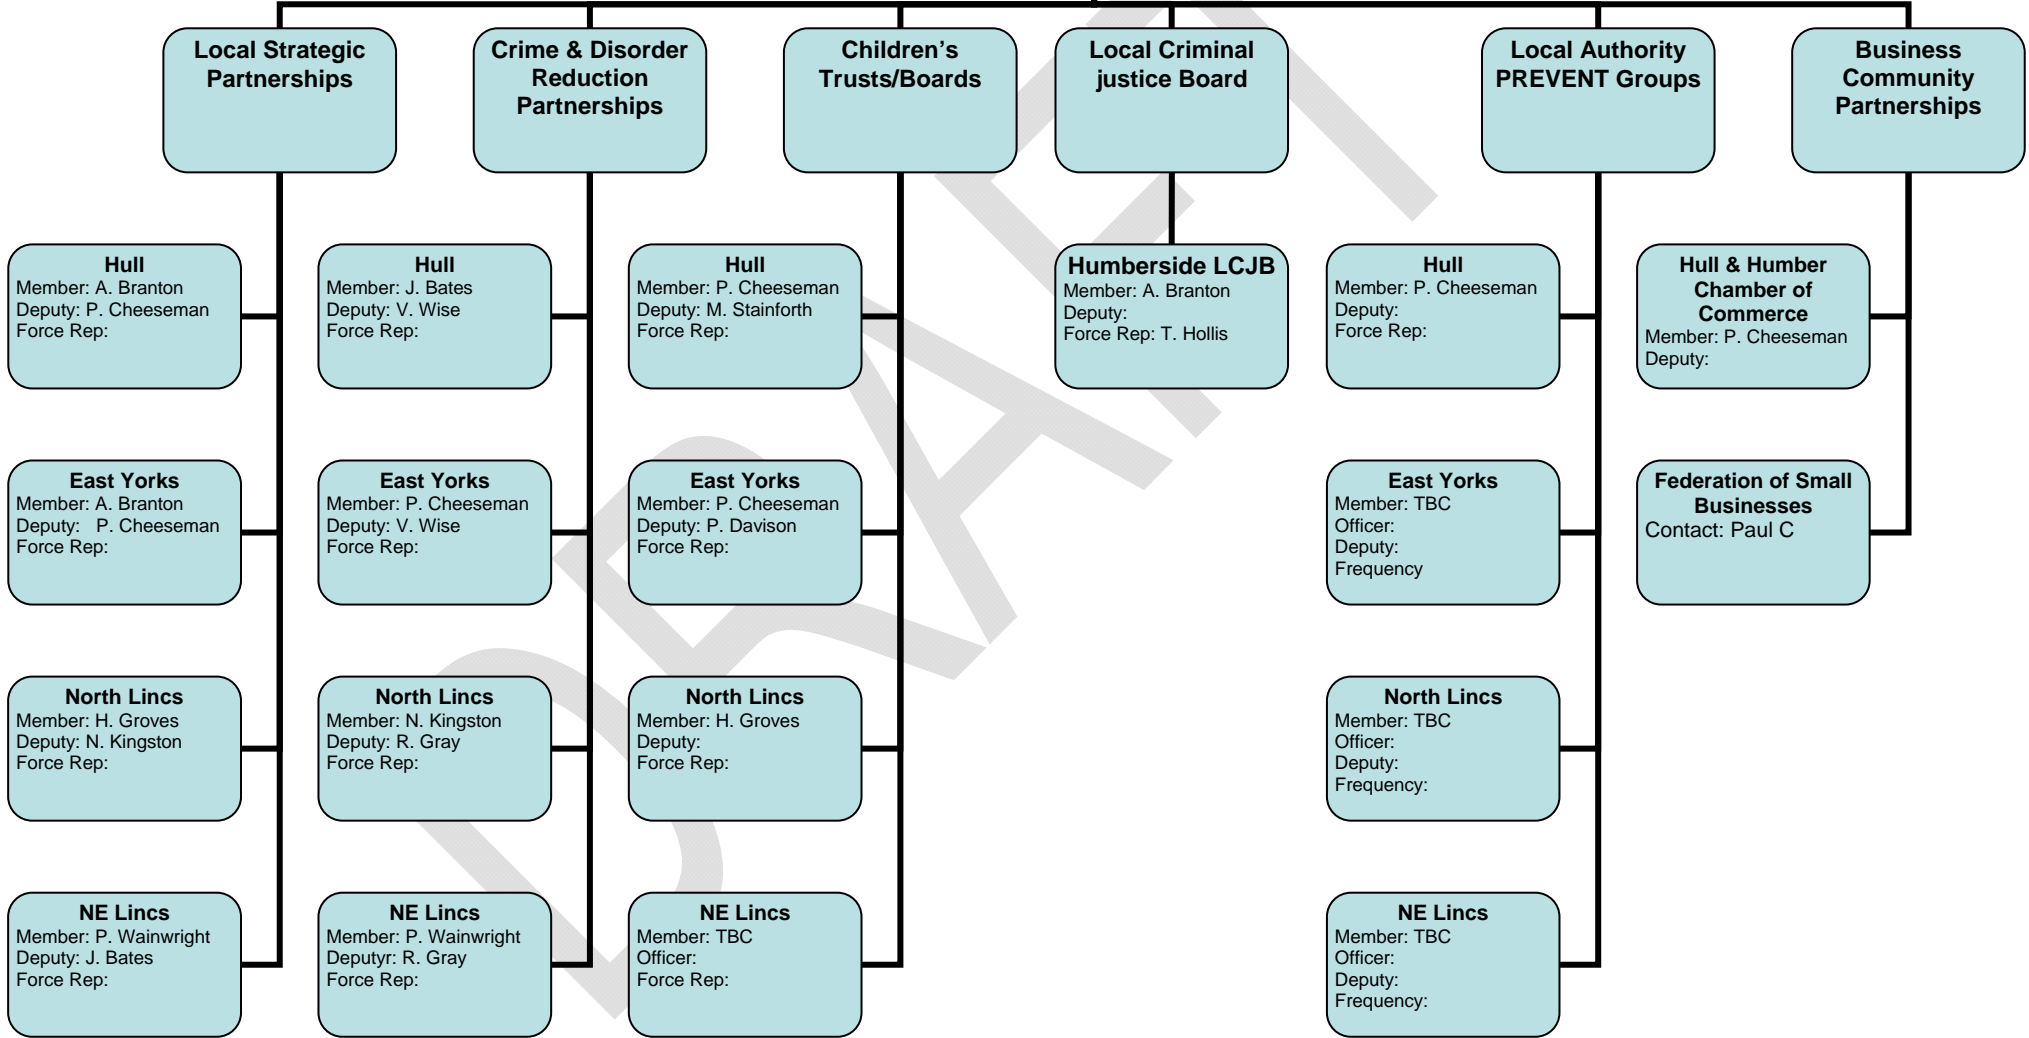 Local Strategic
Partnerships
Crime & Disorder
Reduction
Partnerships
Children’s
Trusts/Boards
Local Criminal
justice Board
Local Authority
PREVENT Groups
Business
Community
Partnerships
Hull
Member: A. Branton
Deputy: P. Cheeseman
Force Rep:
Hull
Member: J. Bates
Deputy: V. Wise
Force Rep:
Hull
Member: P. Cheeseman
Deputy: M. Stainforth
Force Rep:
Humberside LCJB
Member: A. Branton
Deputy:
Force Rep: T. Hollis
Hull
Member: P. Cheeseman
Deputy:
Force Rep:
Hull & Humber
Chamber of
Commerce
Member: P. Cheeseman
Deputy:
East Yorks
Member: A. Branton
Deputy:   P. Cheeseman
Force Rep:
East Yorks
Member: P. Cheeseman
Deputy: V. Wise
Force Rep:
East Yorks
Member: P. Cheeseman
Deputy: P. Davison
Force Rep:
East Yorks
Member: TBC
Officer:
Deputy:
Frequency
Federation of Small
Businesses
Contact: Paul C
North Lincs
Member: H. Groves
Deputy: N. Kingston
Force Rep:
North Lincs
Member: N. Kingston
Deputy: R. Gray
Force Rep:
North Lincs
Member: H. Groves
Deputy:
Force Rep:
North Lincs
Member: TBC
Officer:
Deputy:
Frequency:
NE Lincs
Member: P. Wainwright
Deputy: J. Bates
Force Rep:
NE Lincs
Member: P. Wainwright
Deputyr: R. Gray
Force Rep:
NE Lincs
Member: TBC
Officer:
Force Rep:
NE Lincs
Member: TBC
Officer:
Deputy:
Frequency:
DRAFT